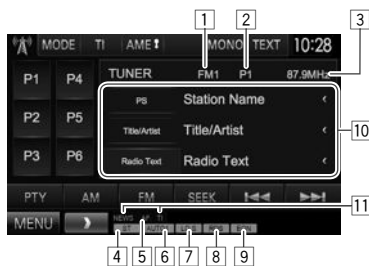 1 2 3
MODE TI AME MONO TEXT 10:28
P1 P4 TUNER FM1 P1 87.9MHz
PS Station Name
P2 P5 Title/Artist Title/Artist
10
P3 P6 Radio Text Radio Text
PTY AM FM SEEK
11
MENU NEWS AF TI
ST
4 5 6 7 8 9